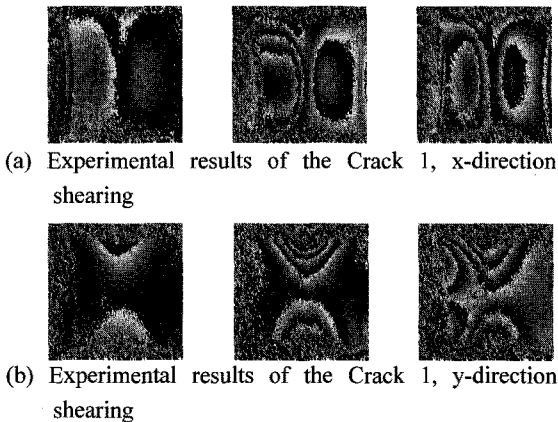 (a) Experimental results of the Crack 1, x-direction
shearing
(b) Experimental results of the Crack 1, y-direction
shearing